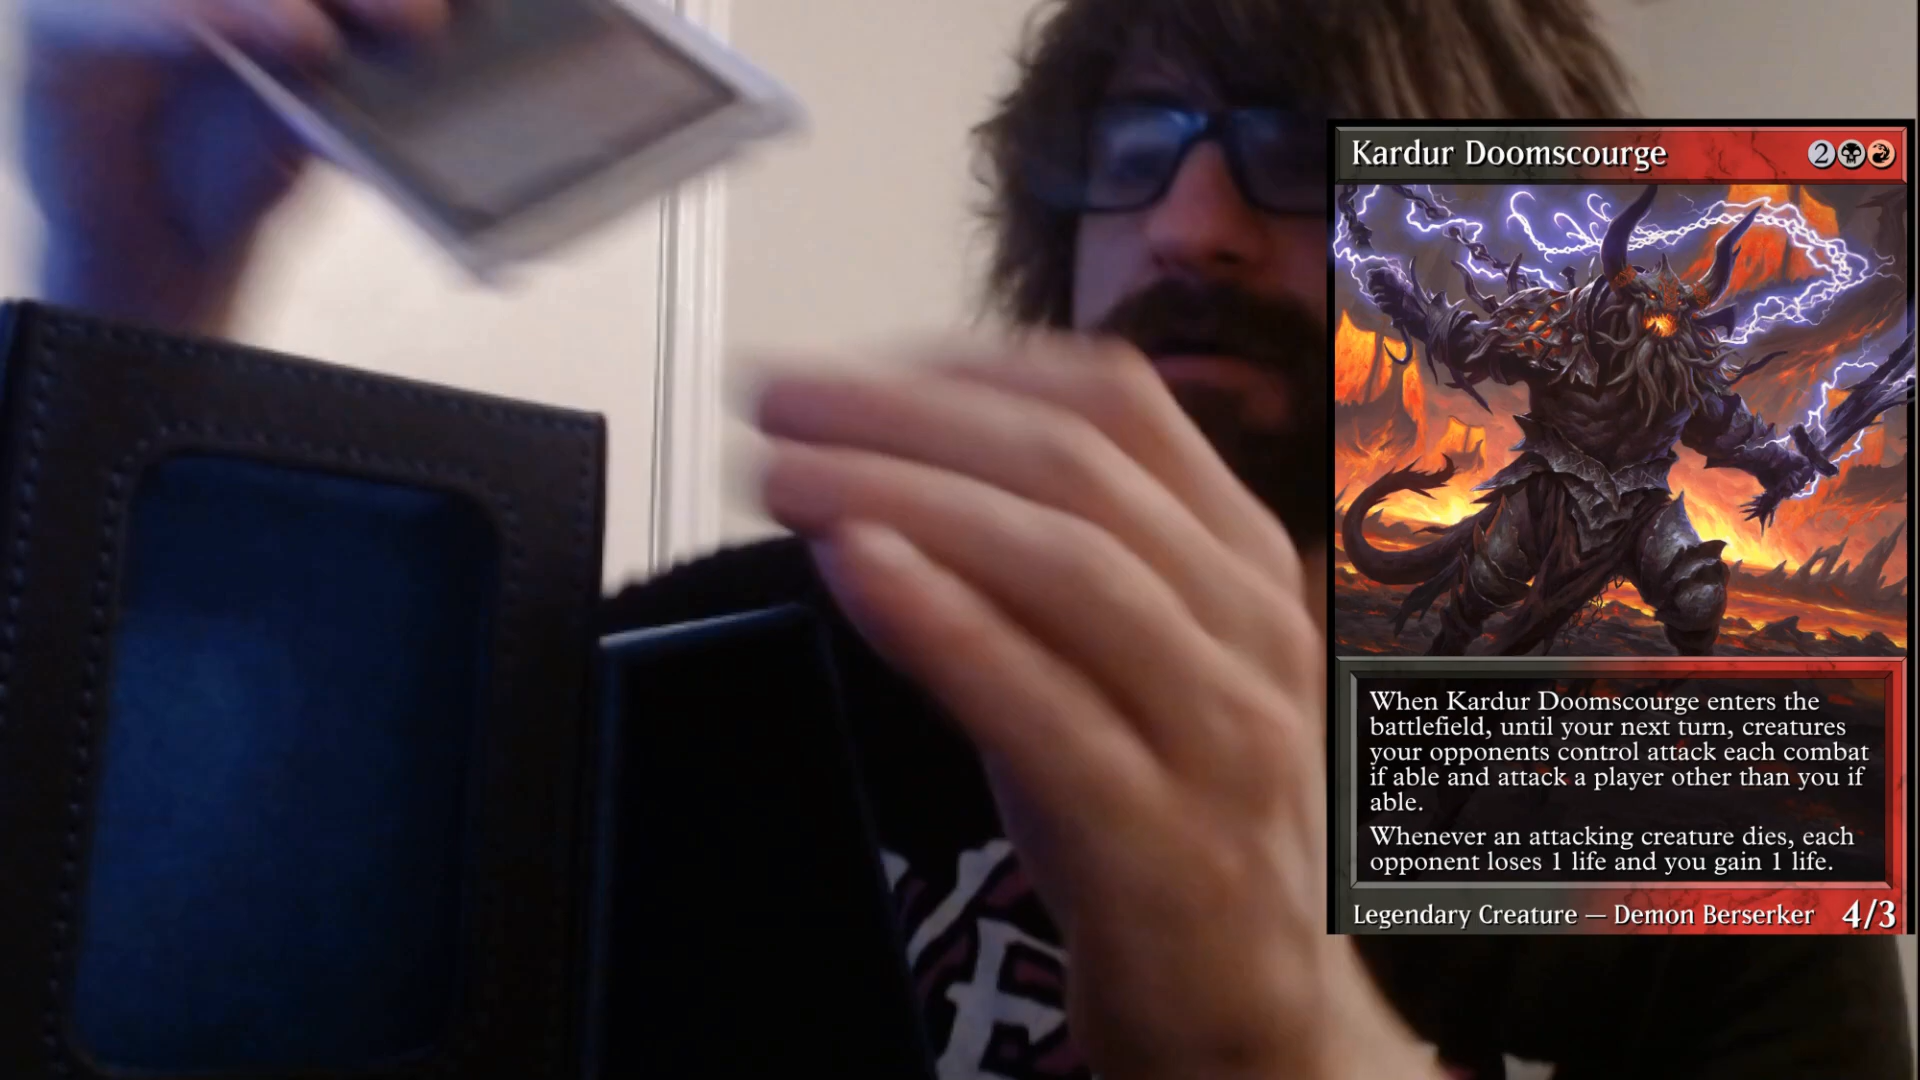 Kardur Doomscourge 2
When Kardur Doomscourge enters the
battlefield, until your next turn, creatures
your opponents control attack each combat
if able and attack a player other than you if
able.
Whenever an attacking creature dies, each
opponent loses 1 life and you gain 1 life.
Legendary Creature — Demon Berserker 4/3